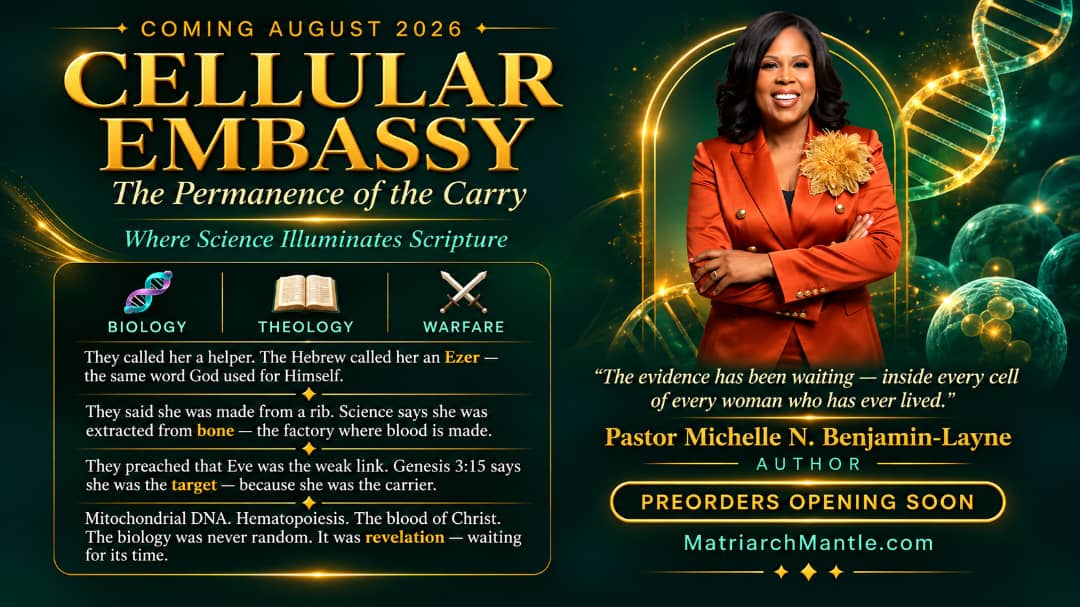 COMING AUGUST 2026
CELLULAR
EMBASSY
The Permanence of the Carry
Where Science Illuminates Scripture
BIOLOGY
THEOLOGY
WARFARE
They called her a helper. The Hebrew called her an Ezer —
the same word God used for Himself.
They said she was made from a rib. Science says she was
extracted from bone — the factory where blood is made.
They preached that Eve was the weak link. Genesis 3:15 says
she was the target — because she was the carrier.
Mitochondrial DNA. Hematopoiesis. The blood of Christ.
The biology was never random. It was revelation — waiting
for its time.
“The evidence has been waiting — inside every cell
of every woman who has ever lived.”
Pastor Michelle N. Benjamin-Layne
AUTHOR
PREORDERS OPENING SOON
MatriarchMantle.com